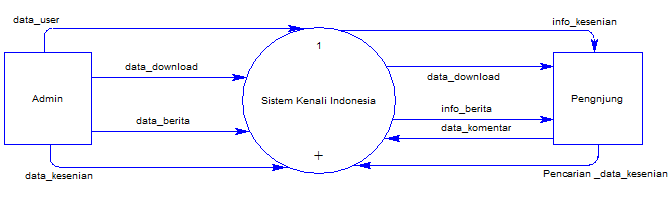 data_user
info_kesenian
1
data_download
data_download
Admin
Sistem Kenali Indonesia
Pengnjung
info_berita
data_berita
data_komentar
+
data_kesenian
Pencarian _data_kesenian